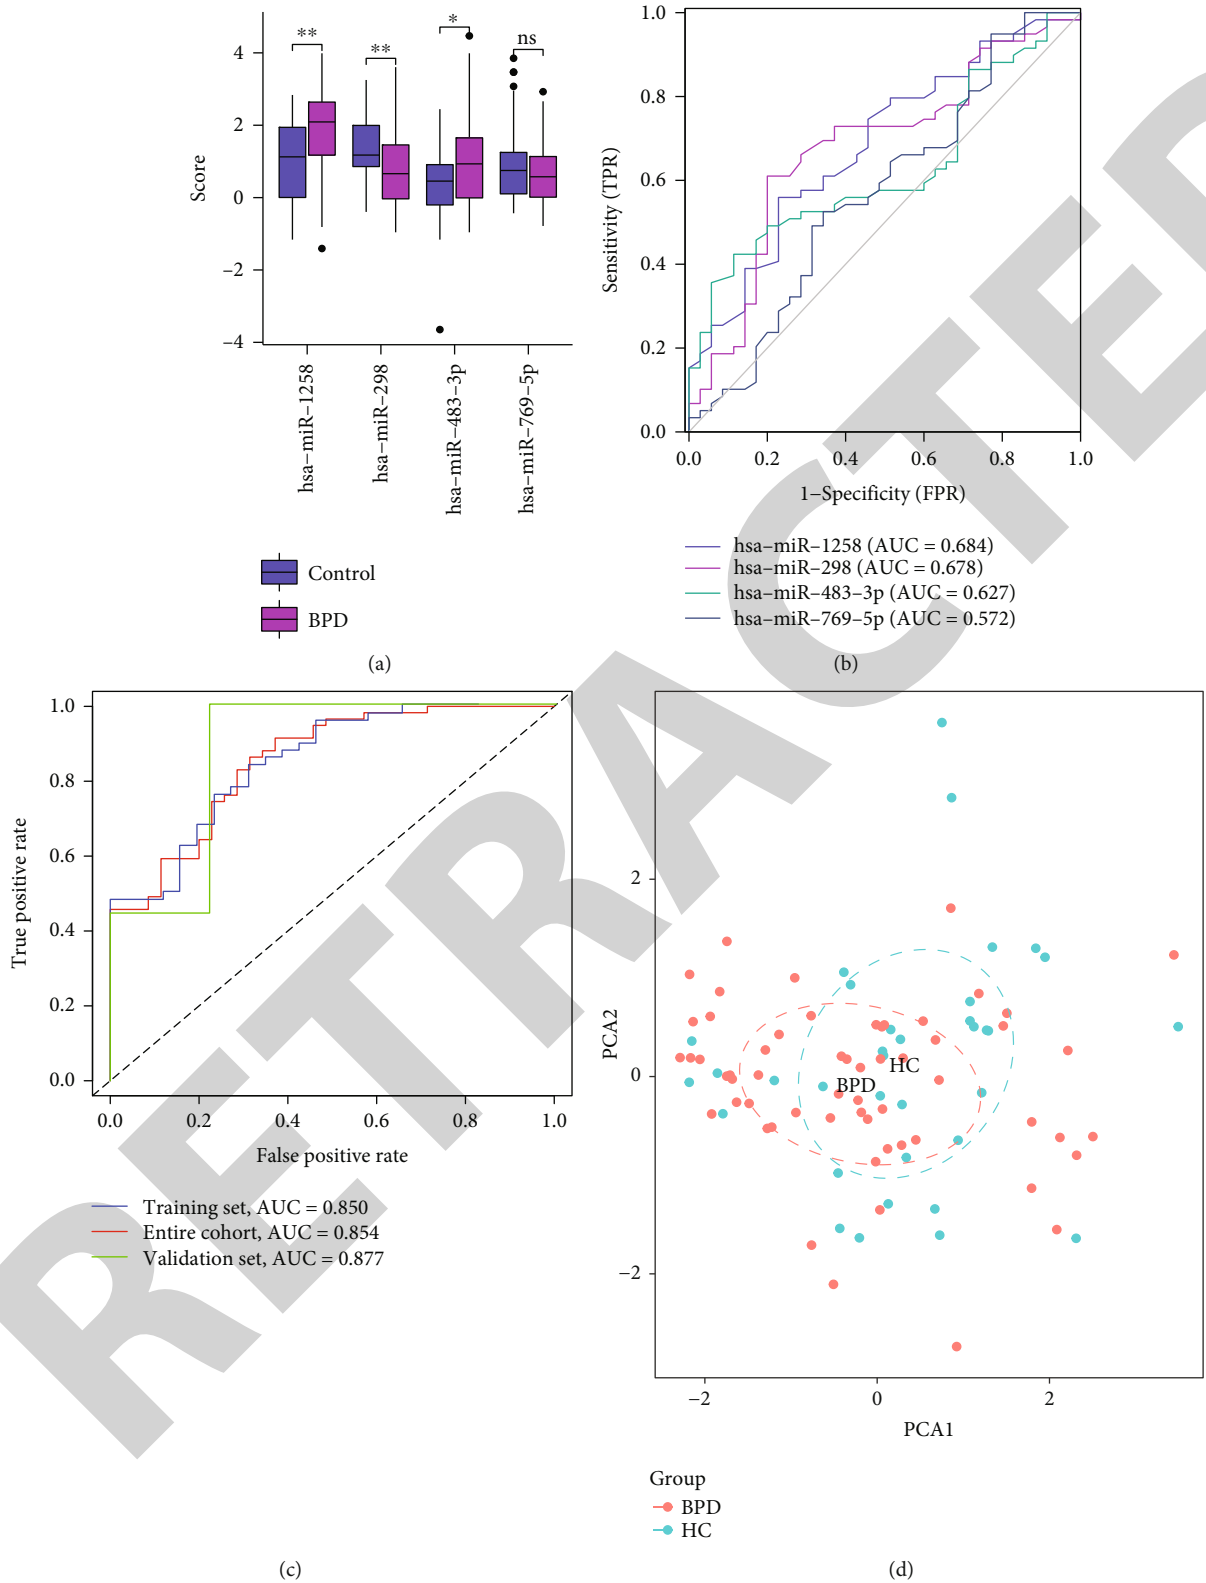 **
**
*
ns
4
2
0
−2
−4
Score
hsa−miR−1258
hsa−miR−298
hsa−miR−483−3p
hsa−miR−769−5p
Control
BPD
(a)
1.0
0.8
0.6
0.4
0.2
0.0
Sensitivity (TPR)
0.0 0.2 0.4 0.6 0.8 1.0
1−Specificity (FPR)
hsa−miR−1258 (AUC = 0.684)
hsa−miR−298 (AUC = 0.678)
hsa−miR−483−3p (AUC = 0.627)
hsa−miR−769−5p (AUC = 0.572)
(b)
1.0
0.8
0.6
0.4
0.2
0.0
True positive rate
0.0 0.2 0.4 0.6 0.8 1.0
False positive rate
Training set, AUC = 0.850
Entire cohort, AUC = 0.854
Validation set, AUC = 0.877
(c)
2
0
−2
PCA2
HC
BPD
−2 0 2
PCA1
Group
BPD
HC
(d)
RETRACTED